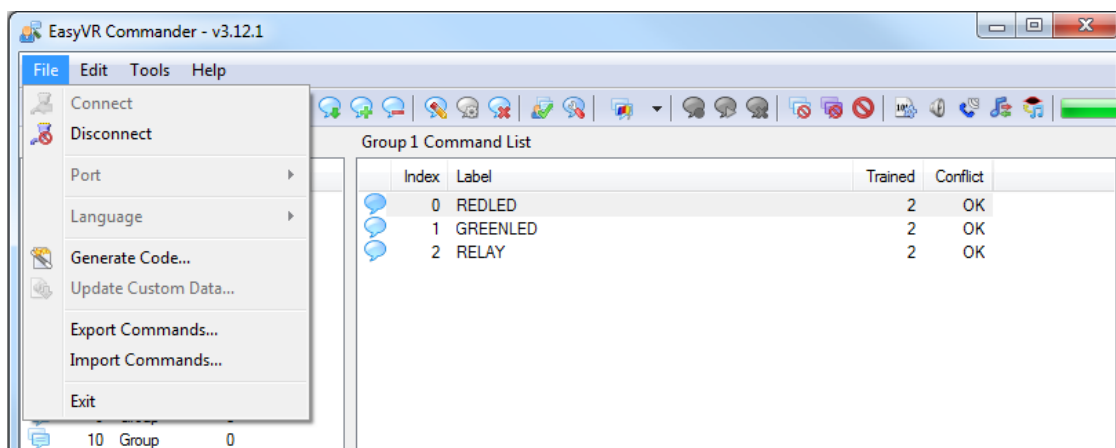 EasyVR Commander - v3.12.1
File Edit Tools Help
Connect
Disconnect
Port
Language
Generate Code...
Update Custom Data...
Export Commands...
Import Commands...
Exit
10 Group 0
Group 1 Command List
Index Label Trained Conflict
0 REDLED 2 OK
1 GREENLED 2 OK
2 RELAY 2 OK